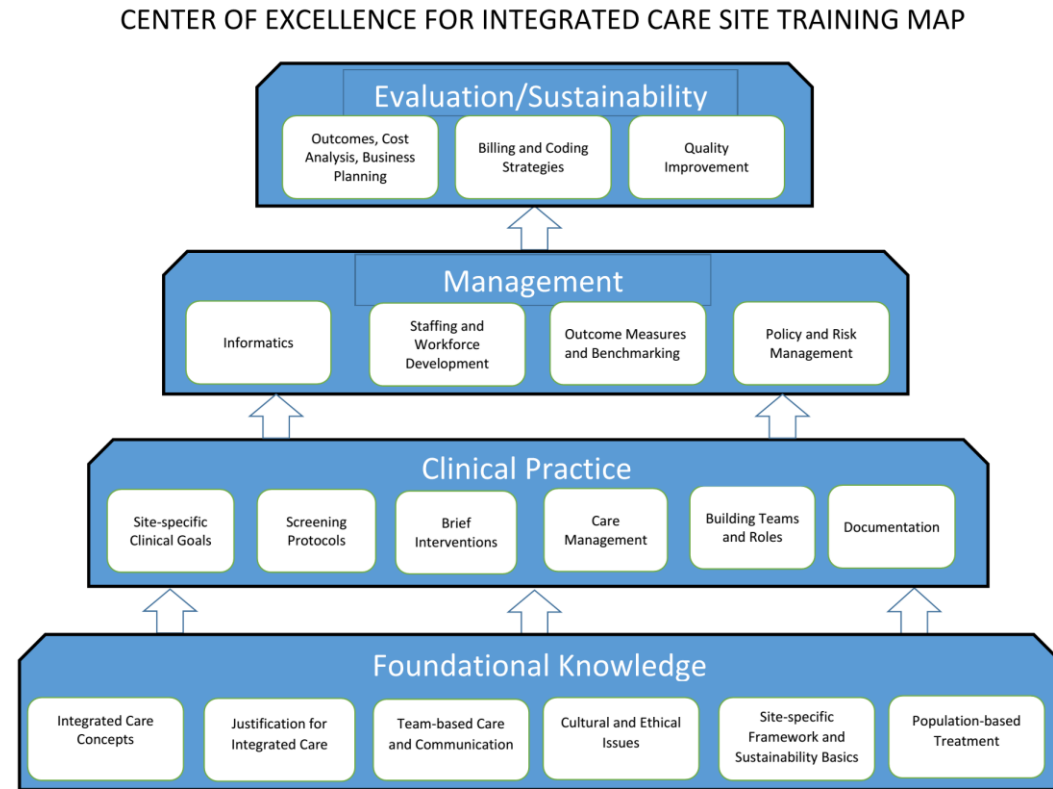 CENTER OF EXCELLENCE FOR INTEGRATED CARE SITE TRAINING MAP
Evaluation/Sustainability
Outcomes, Cost
Analysis, Business
Planning
Billing and Coding
Strategies
Quality
Improvement
Management
Informatics
Staffing and
Workforce
Development
Outcome Measures
and Benchmarking
Policy and Risk
Management
Clinical Practice
Site-specific
Clinical Goals
Screening
Protocols
Brief
Interventions
Care
Management
Building Teams
and Roles
Documentation
Foundational Knowledge
Integrated Care
Concepts
Justification for
Integrated Care
Team-based Care
and Communication
Cultural and Ethical
Issues
Site-specific
Framework and
Sustainability Basics
Population-based
Treatment